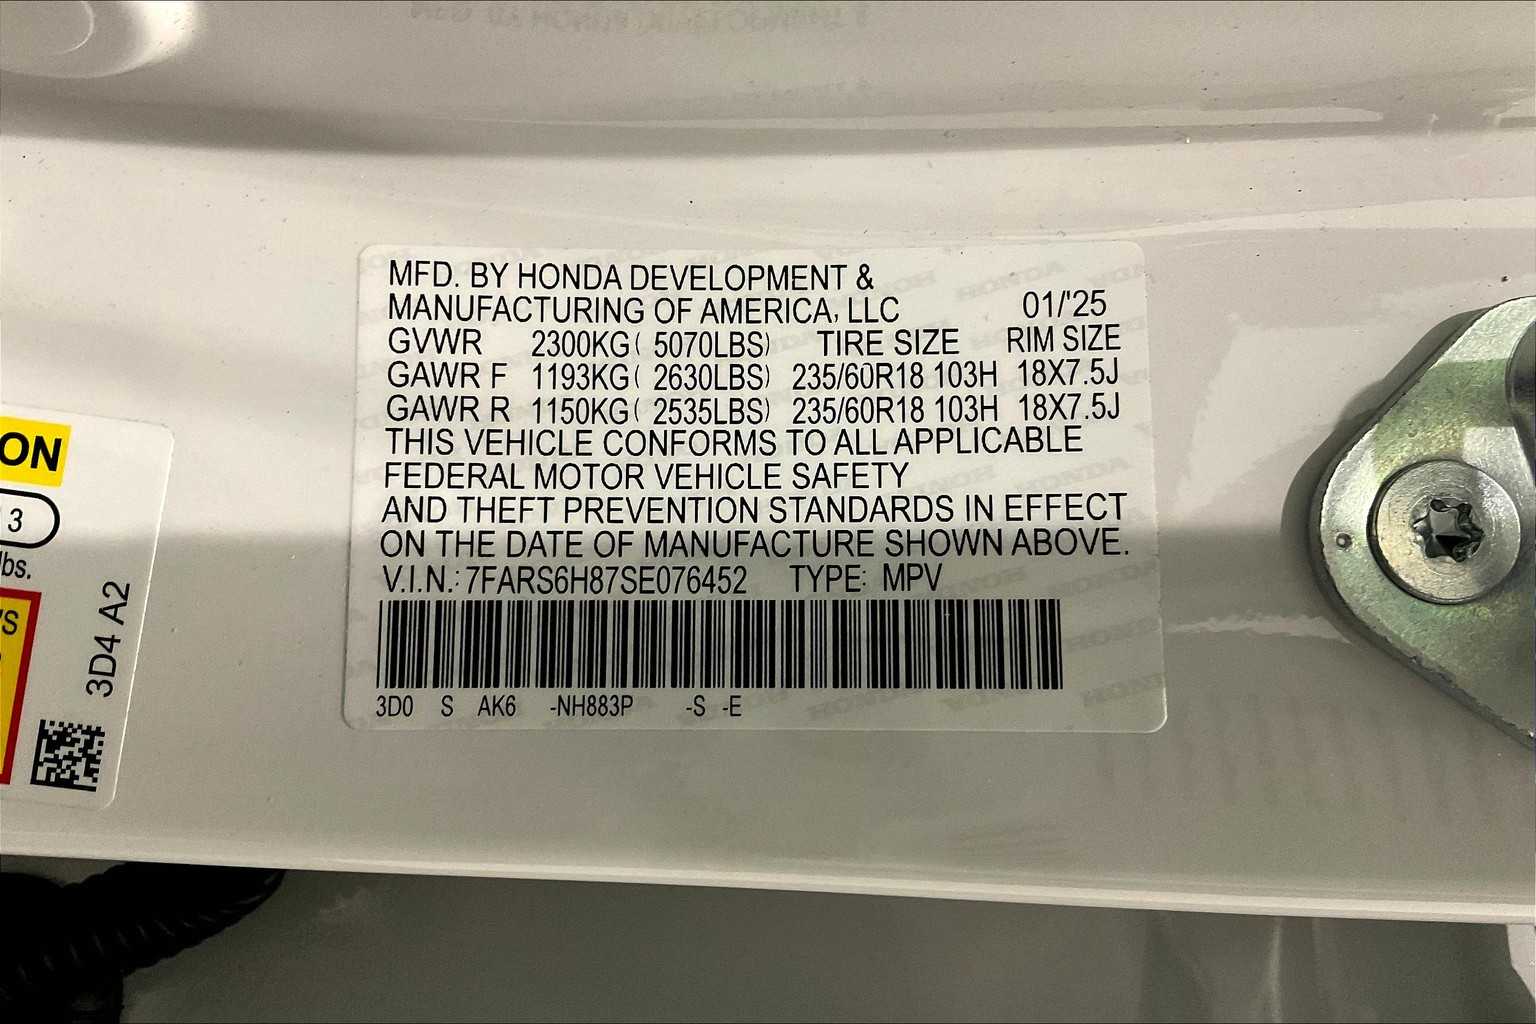 MFD. BY HONDA DEVELOPMENT &
MANUFACTURING OF AMERICA, LLC 01/'25
GVWR 2300KG( 5070LBS) TIRE SIZE RIM SIZE
GAWR F 1193KG( 2630LBS) 235/60R18 103H 18X7.5J
GAWR R 1150KG( 2535LBS) 235/60R18 103H 18X7.5J
THIS VEHICLE CONFORMS TO ALL APPLICABLE
FEDERAL MOTOR VEHICLE SAFETY
AND THEFT PREVENTION STANDARDS IN EFFECT
ON THE DATE OF MANUFACTURE SHOWN ABOVE.
V.I.N.: 7FARS6H87SE076452 TYPE: MPV
3D0 S AK6 -NH883P -S -E
ON
3
lbs.
3D4 A2